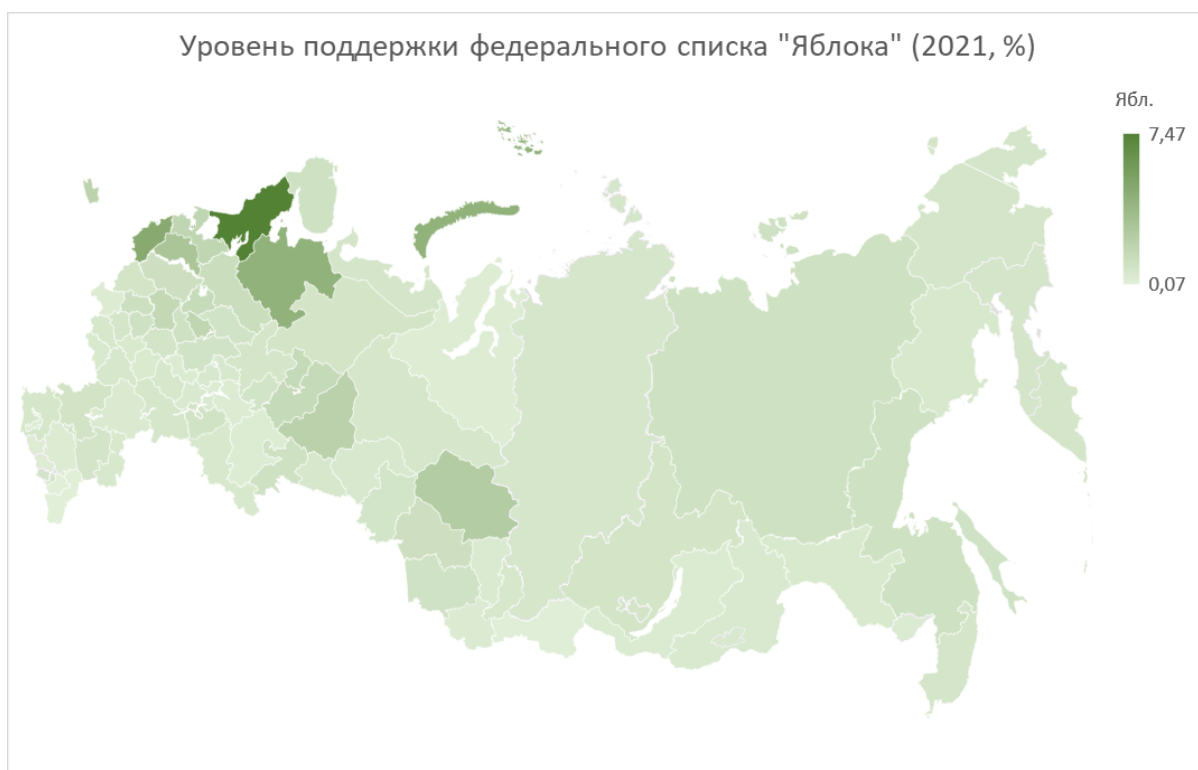 Уровень поддержки федерального списка "Яблока" (2021, %)
Ябл.
7,47
0,07